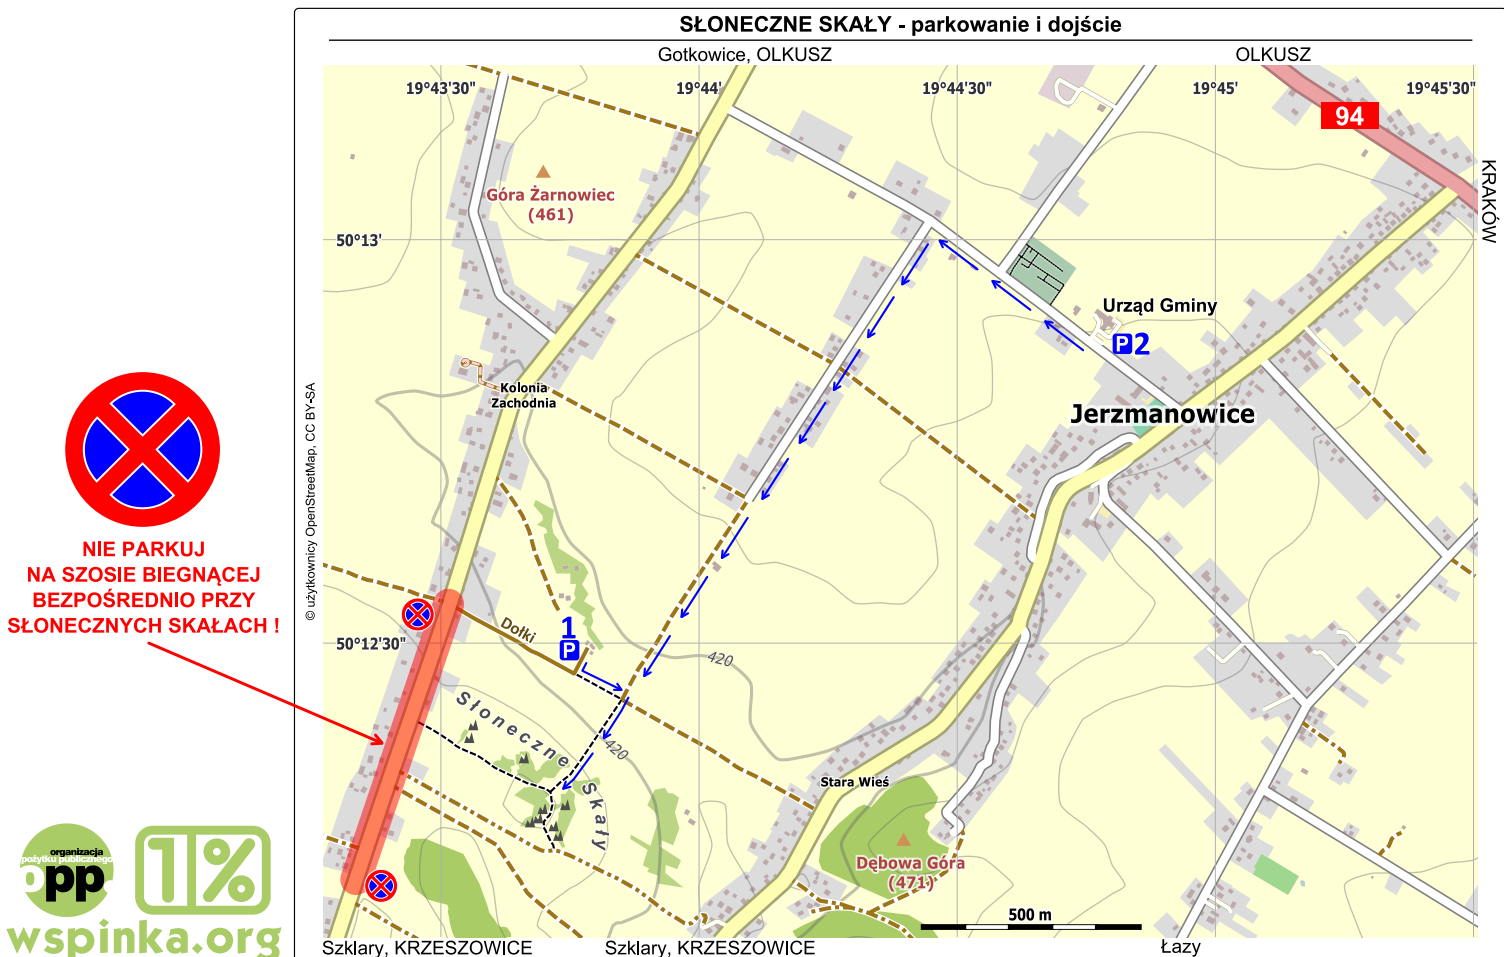 SŁONECZNE SKAŁY - parkowanie i dojście
Gotkowice, OLKUSZ
OLKUSZ
19°43'30"
19°44'
19°44'30"
19°45'
19°45'30"
94
KRAKÓW
Góra Żarnowiec
(461)
50°13'
Urząd Gminy
P 2
Kolonia
Zachodnia
Jerzmanowice
© użytkownicy OpenStreetMap, CC BY-SA
NIE PARKUJ
NA SZOSIE BIEGNĄCEJ
BEZPOŚREDNIO PRZY
SŁONECZNYCH SKAŁACH !
50°12'30"
Dołki
1
P
420
Słoneczne Skały
420
Stara Wieś
Dębowa Góra
(471)
500 m
organizacja
pożytku publicznego
opp
1%
wspinka.org
Szklary, KRZESZOWICE
Szklary, KRZESZOWICE
Łazy